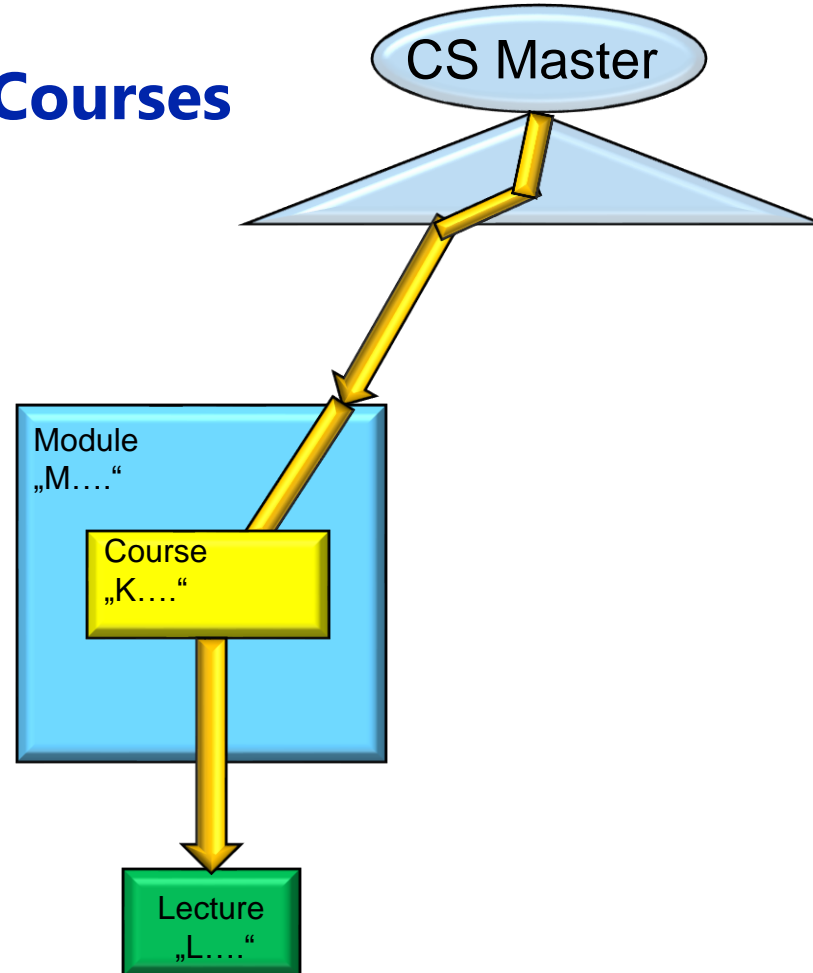 Courses
CS Master
Module
„M….“
Course
„K….“
Lecture
„L….“